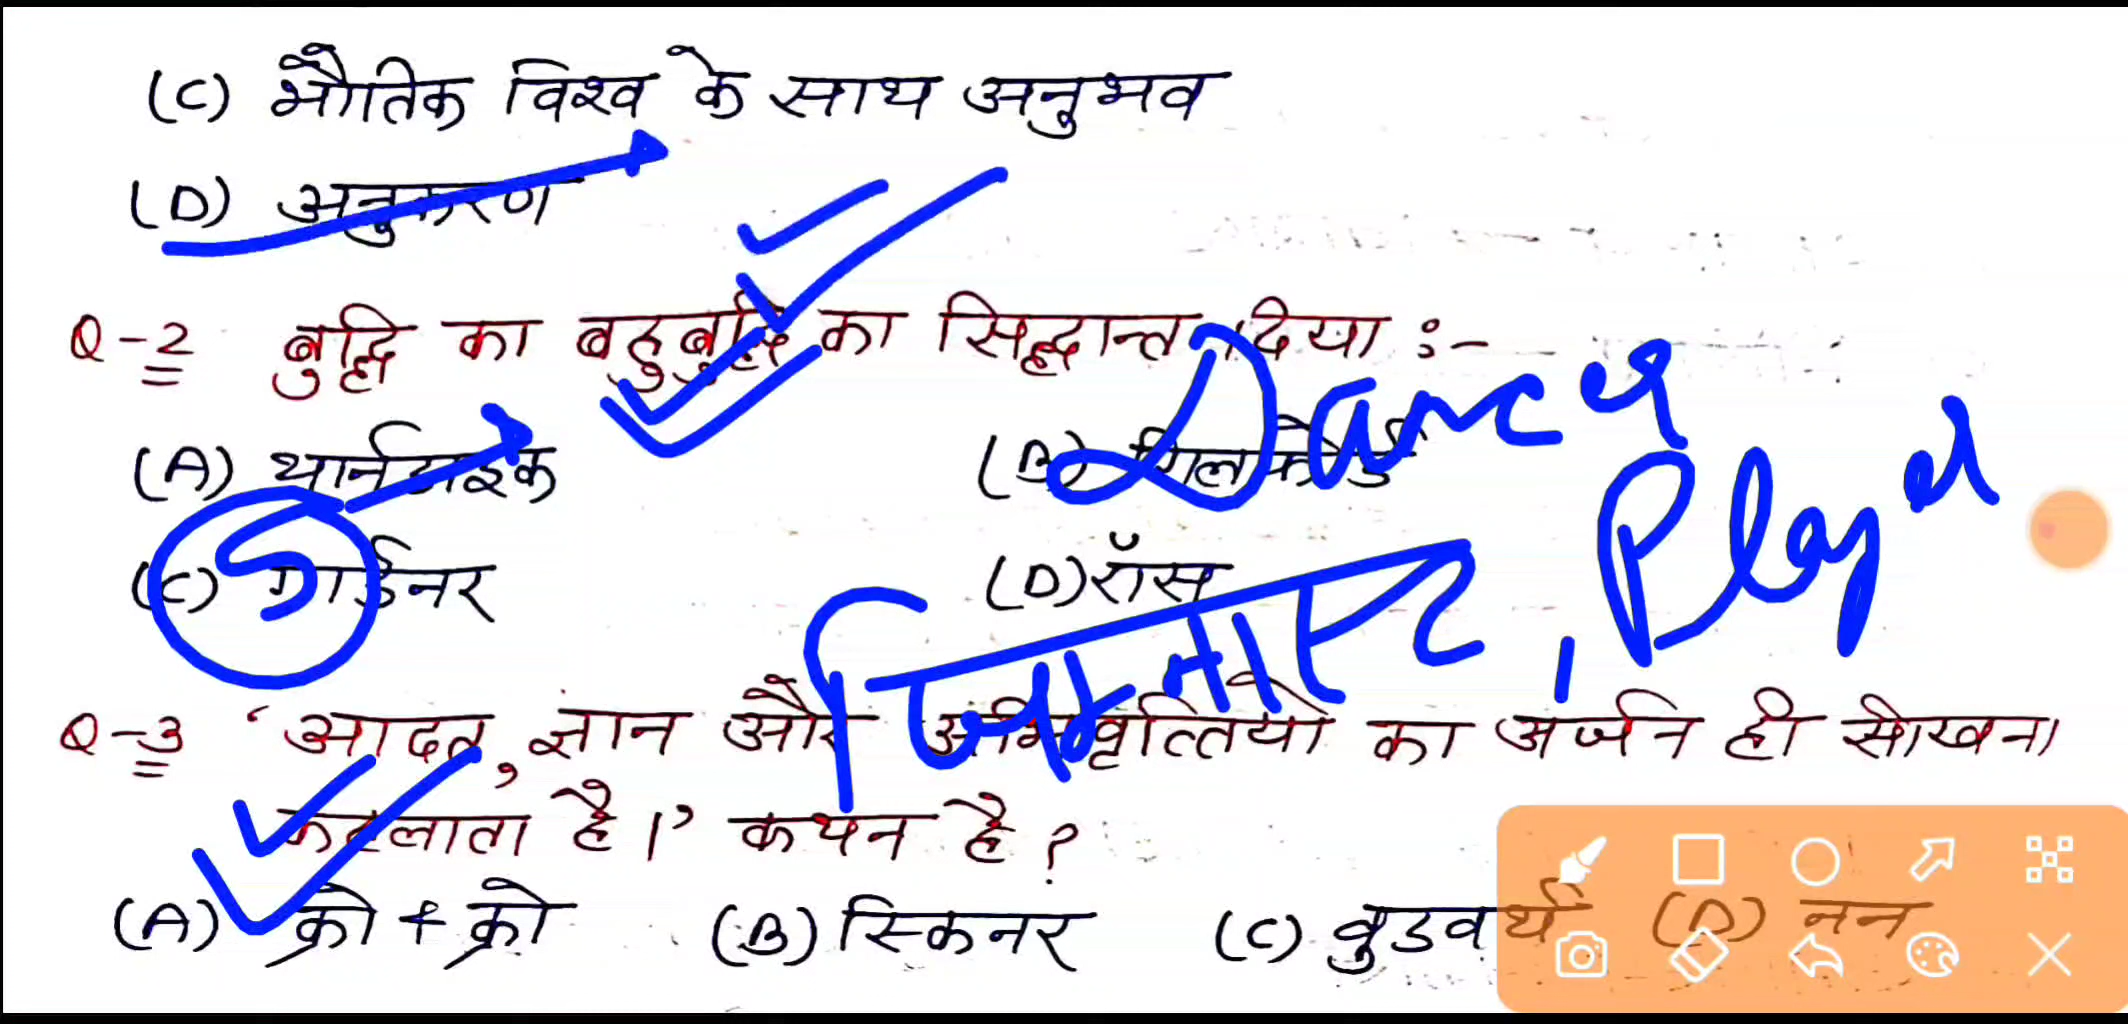 (C) भौतिक विश्व के साथ अनुभव
(D) अनुकरण
Q-2 बुद्धि का बहुबुद्धि का सिद्धान्त दिया :-
(A) थार्नडाइक (B) गिलफोर्ड
Dancer
, Player
(C) गार्डनर (D) रॉस
Q-3 ‘आदत, ज्ञान और अभिवृत्तियों का अर्जन ही सीखना
कहलाता है।’ कथन है ?
(A) क्रो + क्रो (B) स्किनर (C) वुडवर्थ (D) नन